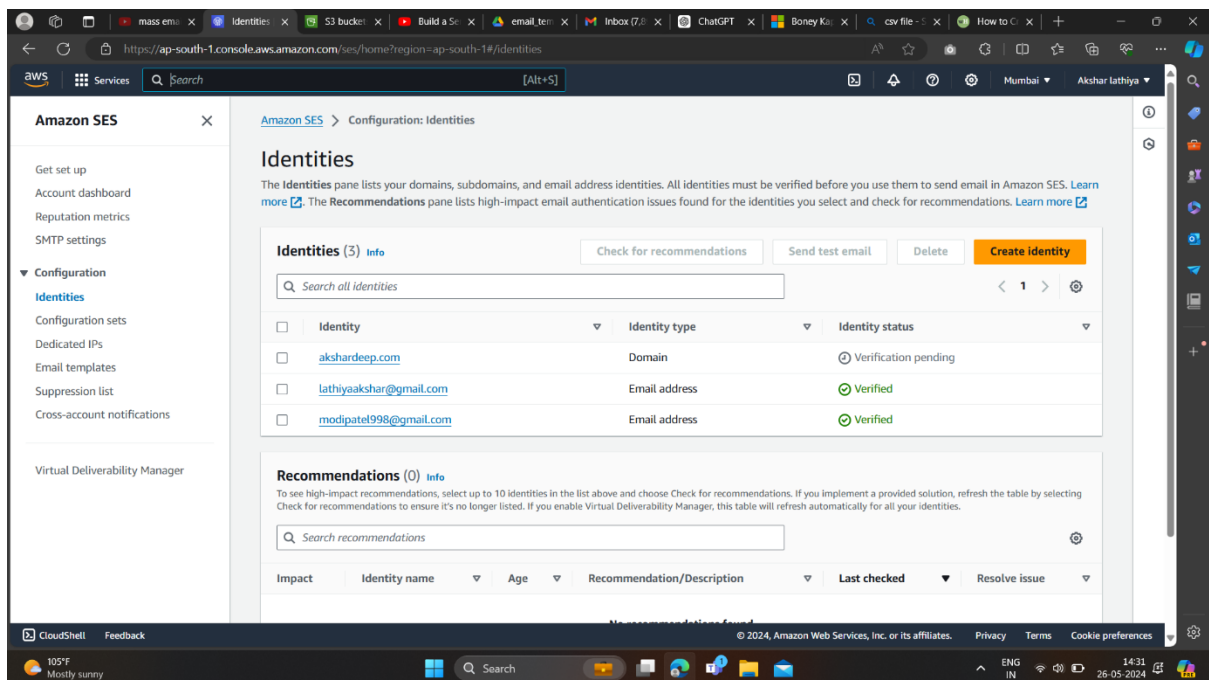 mass ema
Identities
S3 bucket
Build a Se
email_tem
Inbox (7,8
ChatGPT
Boney Ka
csv file - S
How to C
https://ap-south-1.console.aws.amazon.com/ses/home?region=ap-south-1#/identities
aws
Services
Search
[Alt+S]
Mumbai
Akshar lathiya
Amazon SES
Get set up
Account dashboard
Reputation metrics
SMTP settings
Configuration
Identities
Configuration sets
Dedicated IPs
Email templates
Suppression list
Cross-account notifications
Virtual Deliverability Manager
Amazon SES > Configuration: Identities
Identities
The Identities pane lists your domains, subdomains, and email address identities. All identities must be verified before you use them to send email in Amazon SES. Learn
more. The Recommendations pane lists high-impact email authentication issues found for the identities you select and check for recommendations. Learn more
Identities (3) Info
Check for recommendations
Send test email
Delete
Create identity
Search all identities
1
Identity Identity type Identity status
akshardeep.com Domain Verification pending
lathiyaakshar@gmail.com Email address Verified
modipatel998@gmail.com Email address Verified
Recommendations (0) Info
To see high-impact recommendations, select up to 10 identities in the list above and choose Check for recommendations. If you implement a provided solution, refresh the table by selecting
Check for recommendations to ensure it's no longer listed. If you enable Virtual Deliverability Manager, this table will refresh automatically for all your identities.
Search recommendations
Impact Identity name Age Recommendation/Description Last checked Resolve issue
No recommendations found
CloudShell Feedback
© 2024, Amazon Web Services, Inc. or its affiliates. Privacy Terms Cookie preferences
105°F
Mostly sunny
Search
ENG
IN
14:31
26-05-2024